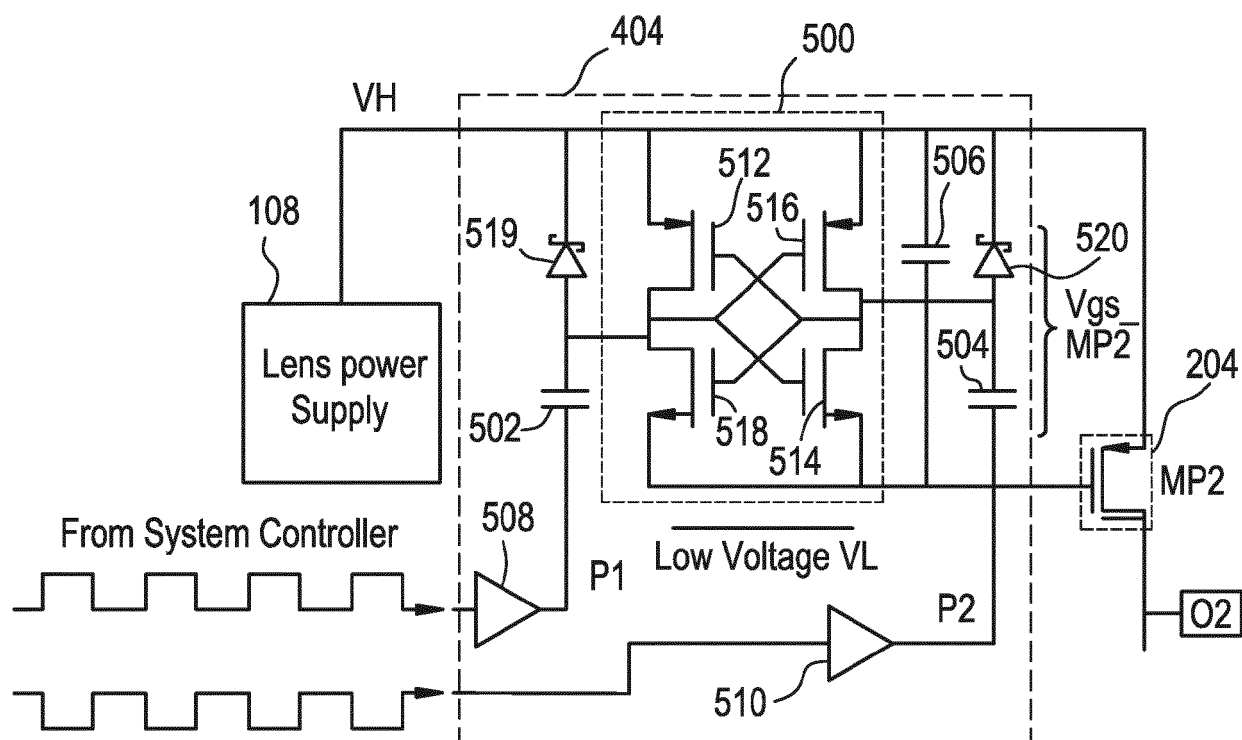 404
500
VH
512
506
516
108
519
520
Vgs_
MP2
Lens power
Supply
504
204
502
518
514
MP2
508
From System Controller
Low Voltage VL
P1
P2
O2
510